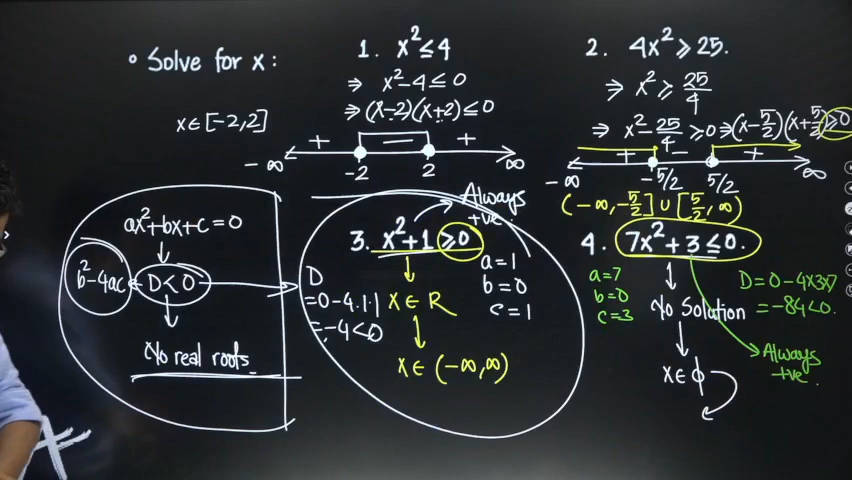 • Solve for x:
x∈[-2,2]
1. x²≤4
⇒ x²-4≤0
⇒(x-2)(x+2)≤0
+ - +
-∞ -2 2 ∞
2. 4x²≥25.
⇒ x²≥25/4
⇒ x²-25/4≥0⇒(x-5/2)(x+5/2)≥0
+ - +
-∞ -5/2 5/2 ∞
(-∞,-5/2]∪[5/2,∞)
ax²+bx+c=0
b²-4ac
D<0
No real roots
3. x²+1≥0
Always
+ve.
D
=0-4.1.1
=-4<0
x∈R
x∈(-∞,∞)
a=1
b=0
c=1
4. 7x²+3≤0.
a=7
b=0
c=3
No Solution
x∈ϕ
D=0-4x3x7
=-84<0.
Always
+ve.